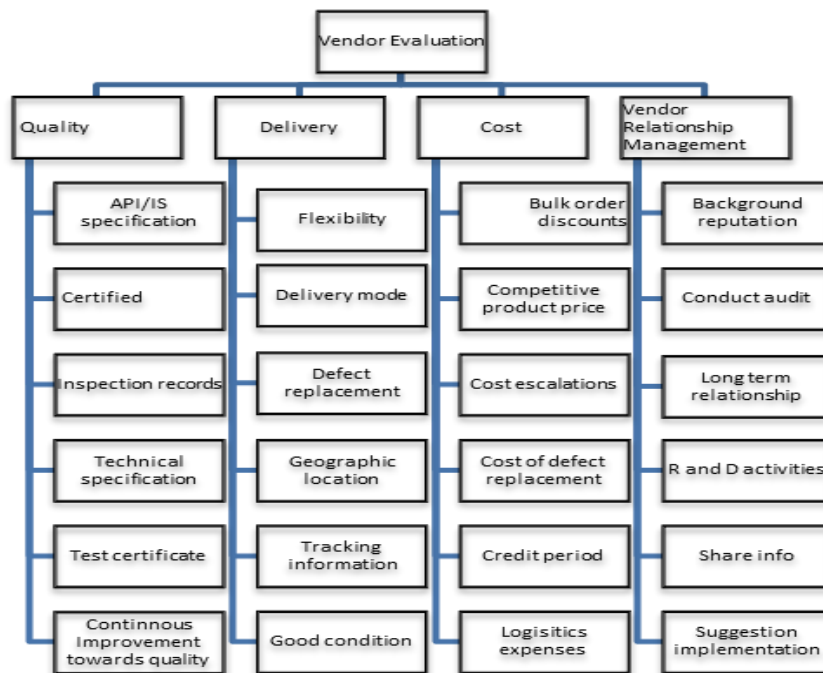 Vendor Evaluation
Quality
API/IS
specification
Certified
Inspection records
Technical
specification
Test certificate
Continnous
Improvement
towards quality
Delivery
Flexibility
Delivery mode
Defect
replacement
Geographic
location
Tracking
information
Good condition
Cost
Bulk order
discounts
Competitive
product price
Cost escalations
Cost of defect
replacement
Credit period
Logisitics
expenses
Vendor
Relationship
Management
Background
reputation
Conduct audit
Long term
relationship
R and D activities
Share info
Suggestion
implementation